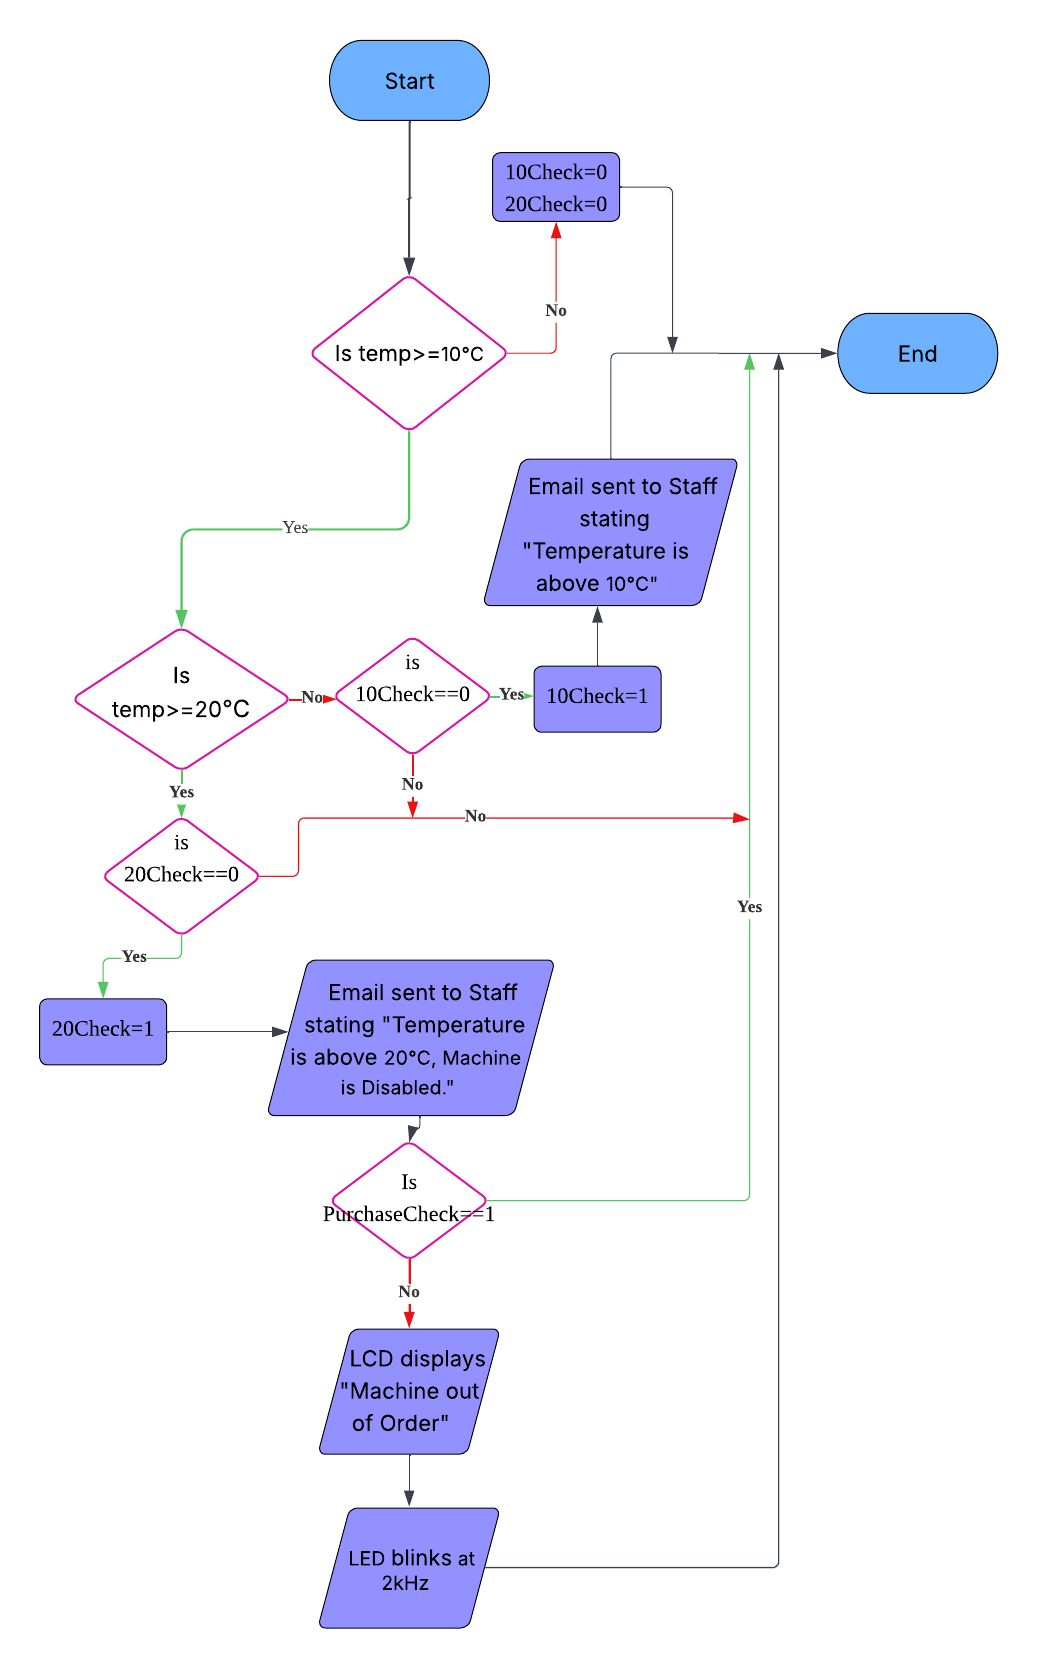 Start
10Check=0
20Check=0
No
Is temp>=10°C
End
Email sent to Staff
stating
"Temperature is
above 10°C"
Yes
Is
temp>=20°C
No
is
10Check==0
Yes
10Check=1
Yes
No
No
is
20Check==0
Yes
Yes
20Check=1
Email sent to Staff
stating "Temperature
is above 20°C, Machine
is Disabled."
Is
PurchaseCheck==1
No
LCD displays
"Machine out
of Order"
LED blinks at
2kHz